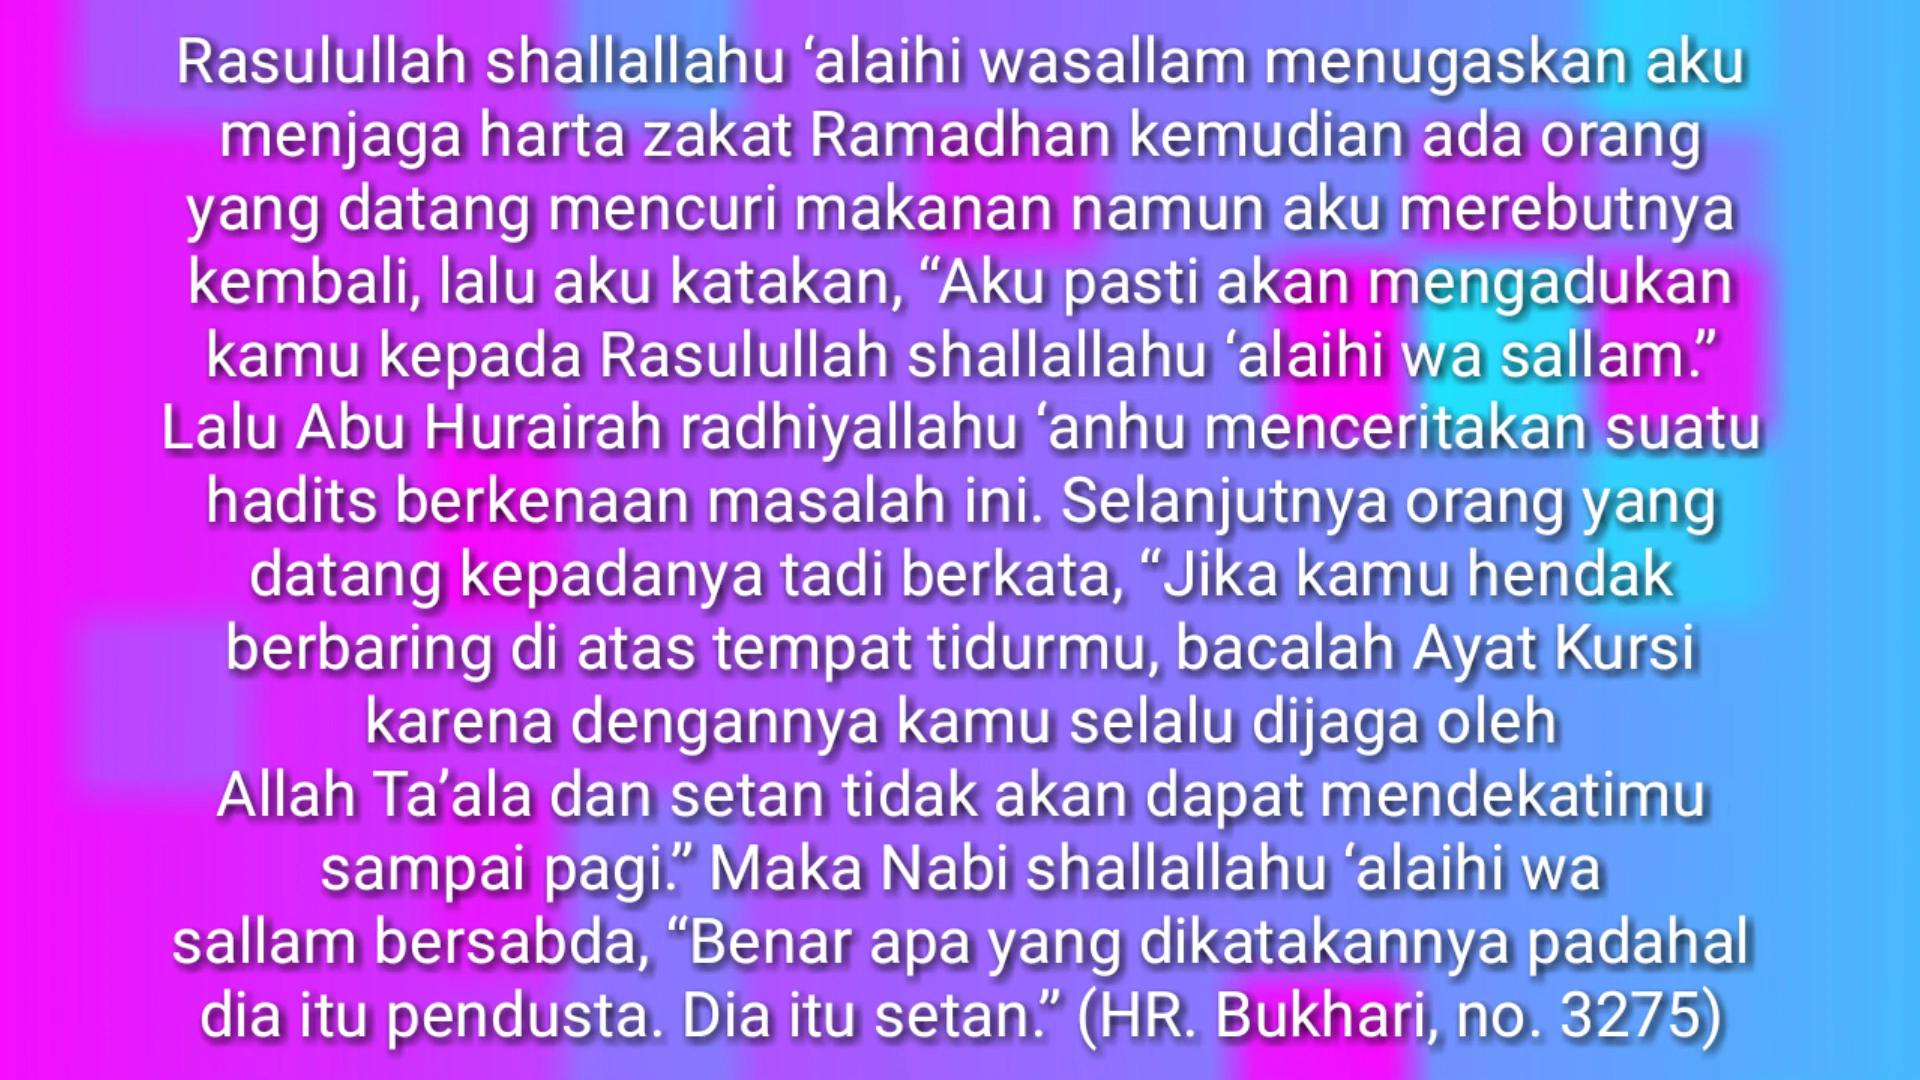 Rasulullah shallallahu ‘alaihi wasallam menugaskan aku
menjaga harta zakat Ramadhan kemudian ada orang
yang datang mencuri makanan namun aku merebutnya
kembali, lalu aku katakan, “Aku pasti akan mengadukan
kamu kepada Rasulullah shallallahu ‘alaihi wa sallam.”
Lalu Abu Hurairah radhiyallahu ‘anhu menceritakan suatu
hadits berkenaan masalah ini. Selanjutnya orang yang
datang kepadanya tadi berkata, “Jika kamu hendak
berbaring di atas tempat tidurmu, bacalah Ayat Kursi
karena dengannya kamu selalu dijaga oleh
Allah Ta’ala dan setan tidak akan dapat mendekatimu
sampai pagi.” Maka Nabi shallallahu ‘alaihi wa
sallam bersabda, “Benar apa yang dikatakannya padahal
dia itu pendusta. Dia itu setan.” (HR. Bukhari, no. 3275)